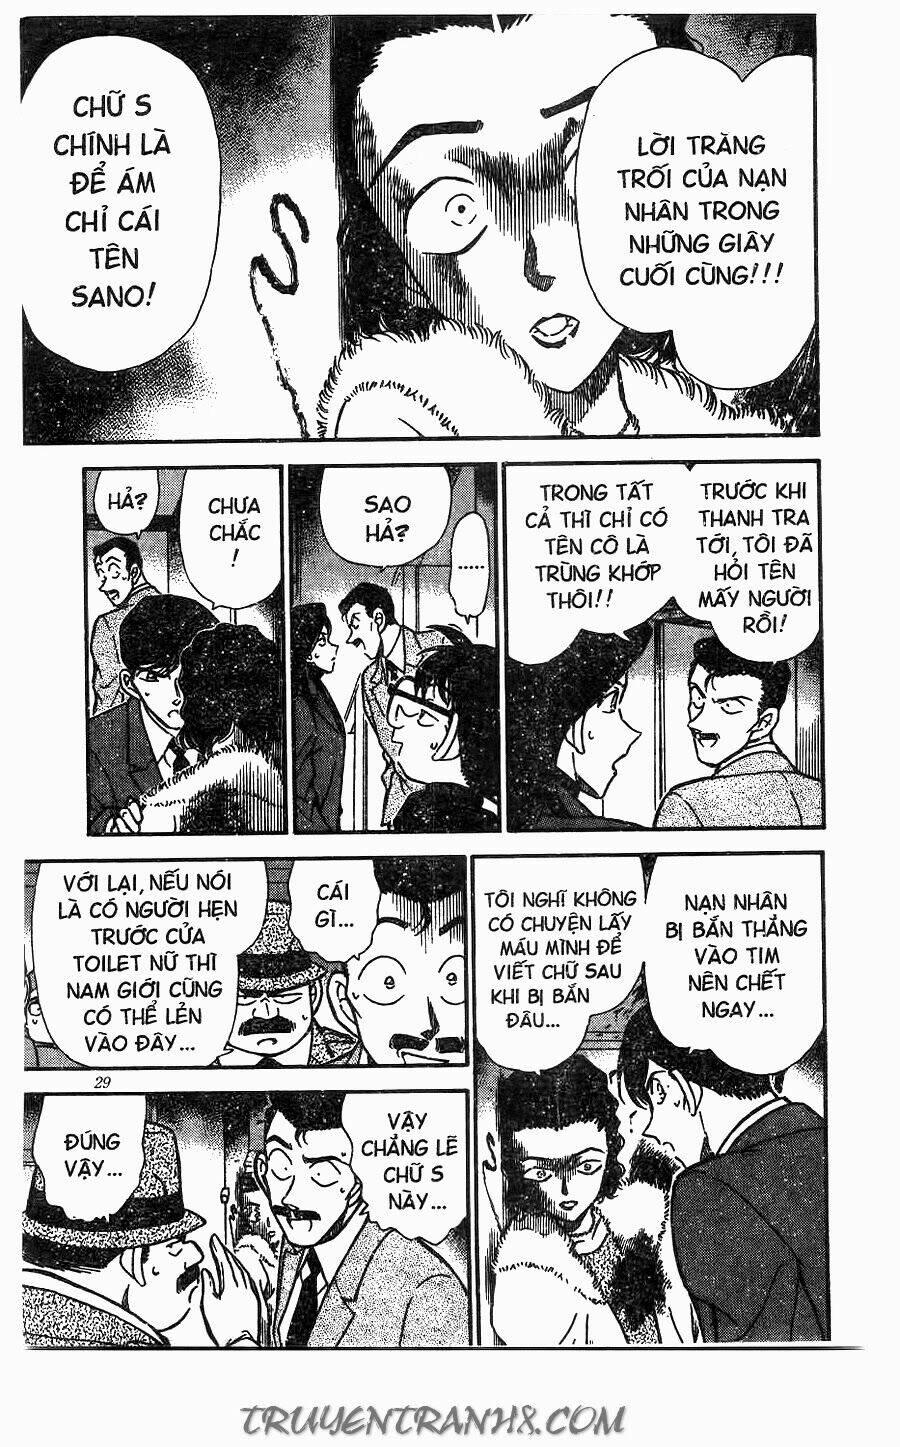 LỜI TRĂNG
TRỐI CỦA NẠN
NHÂN TRONG
NHỮNG GIÂY
CUỐI CÙNG!!!
CHỮ S
CHÍNH LÀ
ĐỂ ÁM
CHỈ CÁI
TÊN
SANO!
S
TRƯỚC KHI
THANH TRA
TỚI, TÔI ĐÃ
HỎI TÊN
MẤY NGƯỜI
RỒI!
TRONG TẤT
CẢ THÌ CHỈ CÓ
TÊN CÔ LÀ
TRÙNG KHỚP
THÔI!!
......
SAO
HẢ?
CHƯA
CHẮC
!
HẢ?
NẠN NHÂN
BỊ BẮN THẲNG
VÀO TIM
NÊN CHẾT
NGAY...
TÔI NGHĨ KHÔNG
CÓ CHUYỆN LẤY
MÁU MÌNH ĐỂ
VIẾT CHỮ SAU
KHI BỊ BẮN
ĐÂU...
CÁI
GÌ...
VỚI LẠI, NẾU NÓI
LÀ CÓ NGƯỜI HẸN
TRƯỚC CỬA
TOILET NỮ THÌ
NAM GIỚI CŨNG
CÓ THỂ LẺN
VÀO ĐÂY...
29
VẬY
CHẲNG LẼ
CHỮ S
NÀY...
ĐÚNG
VẬY...
TRUYENTRANH8.COM